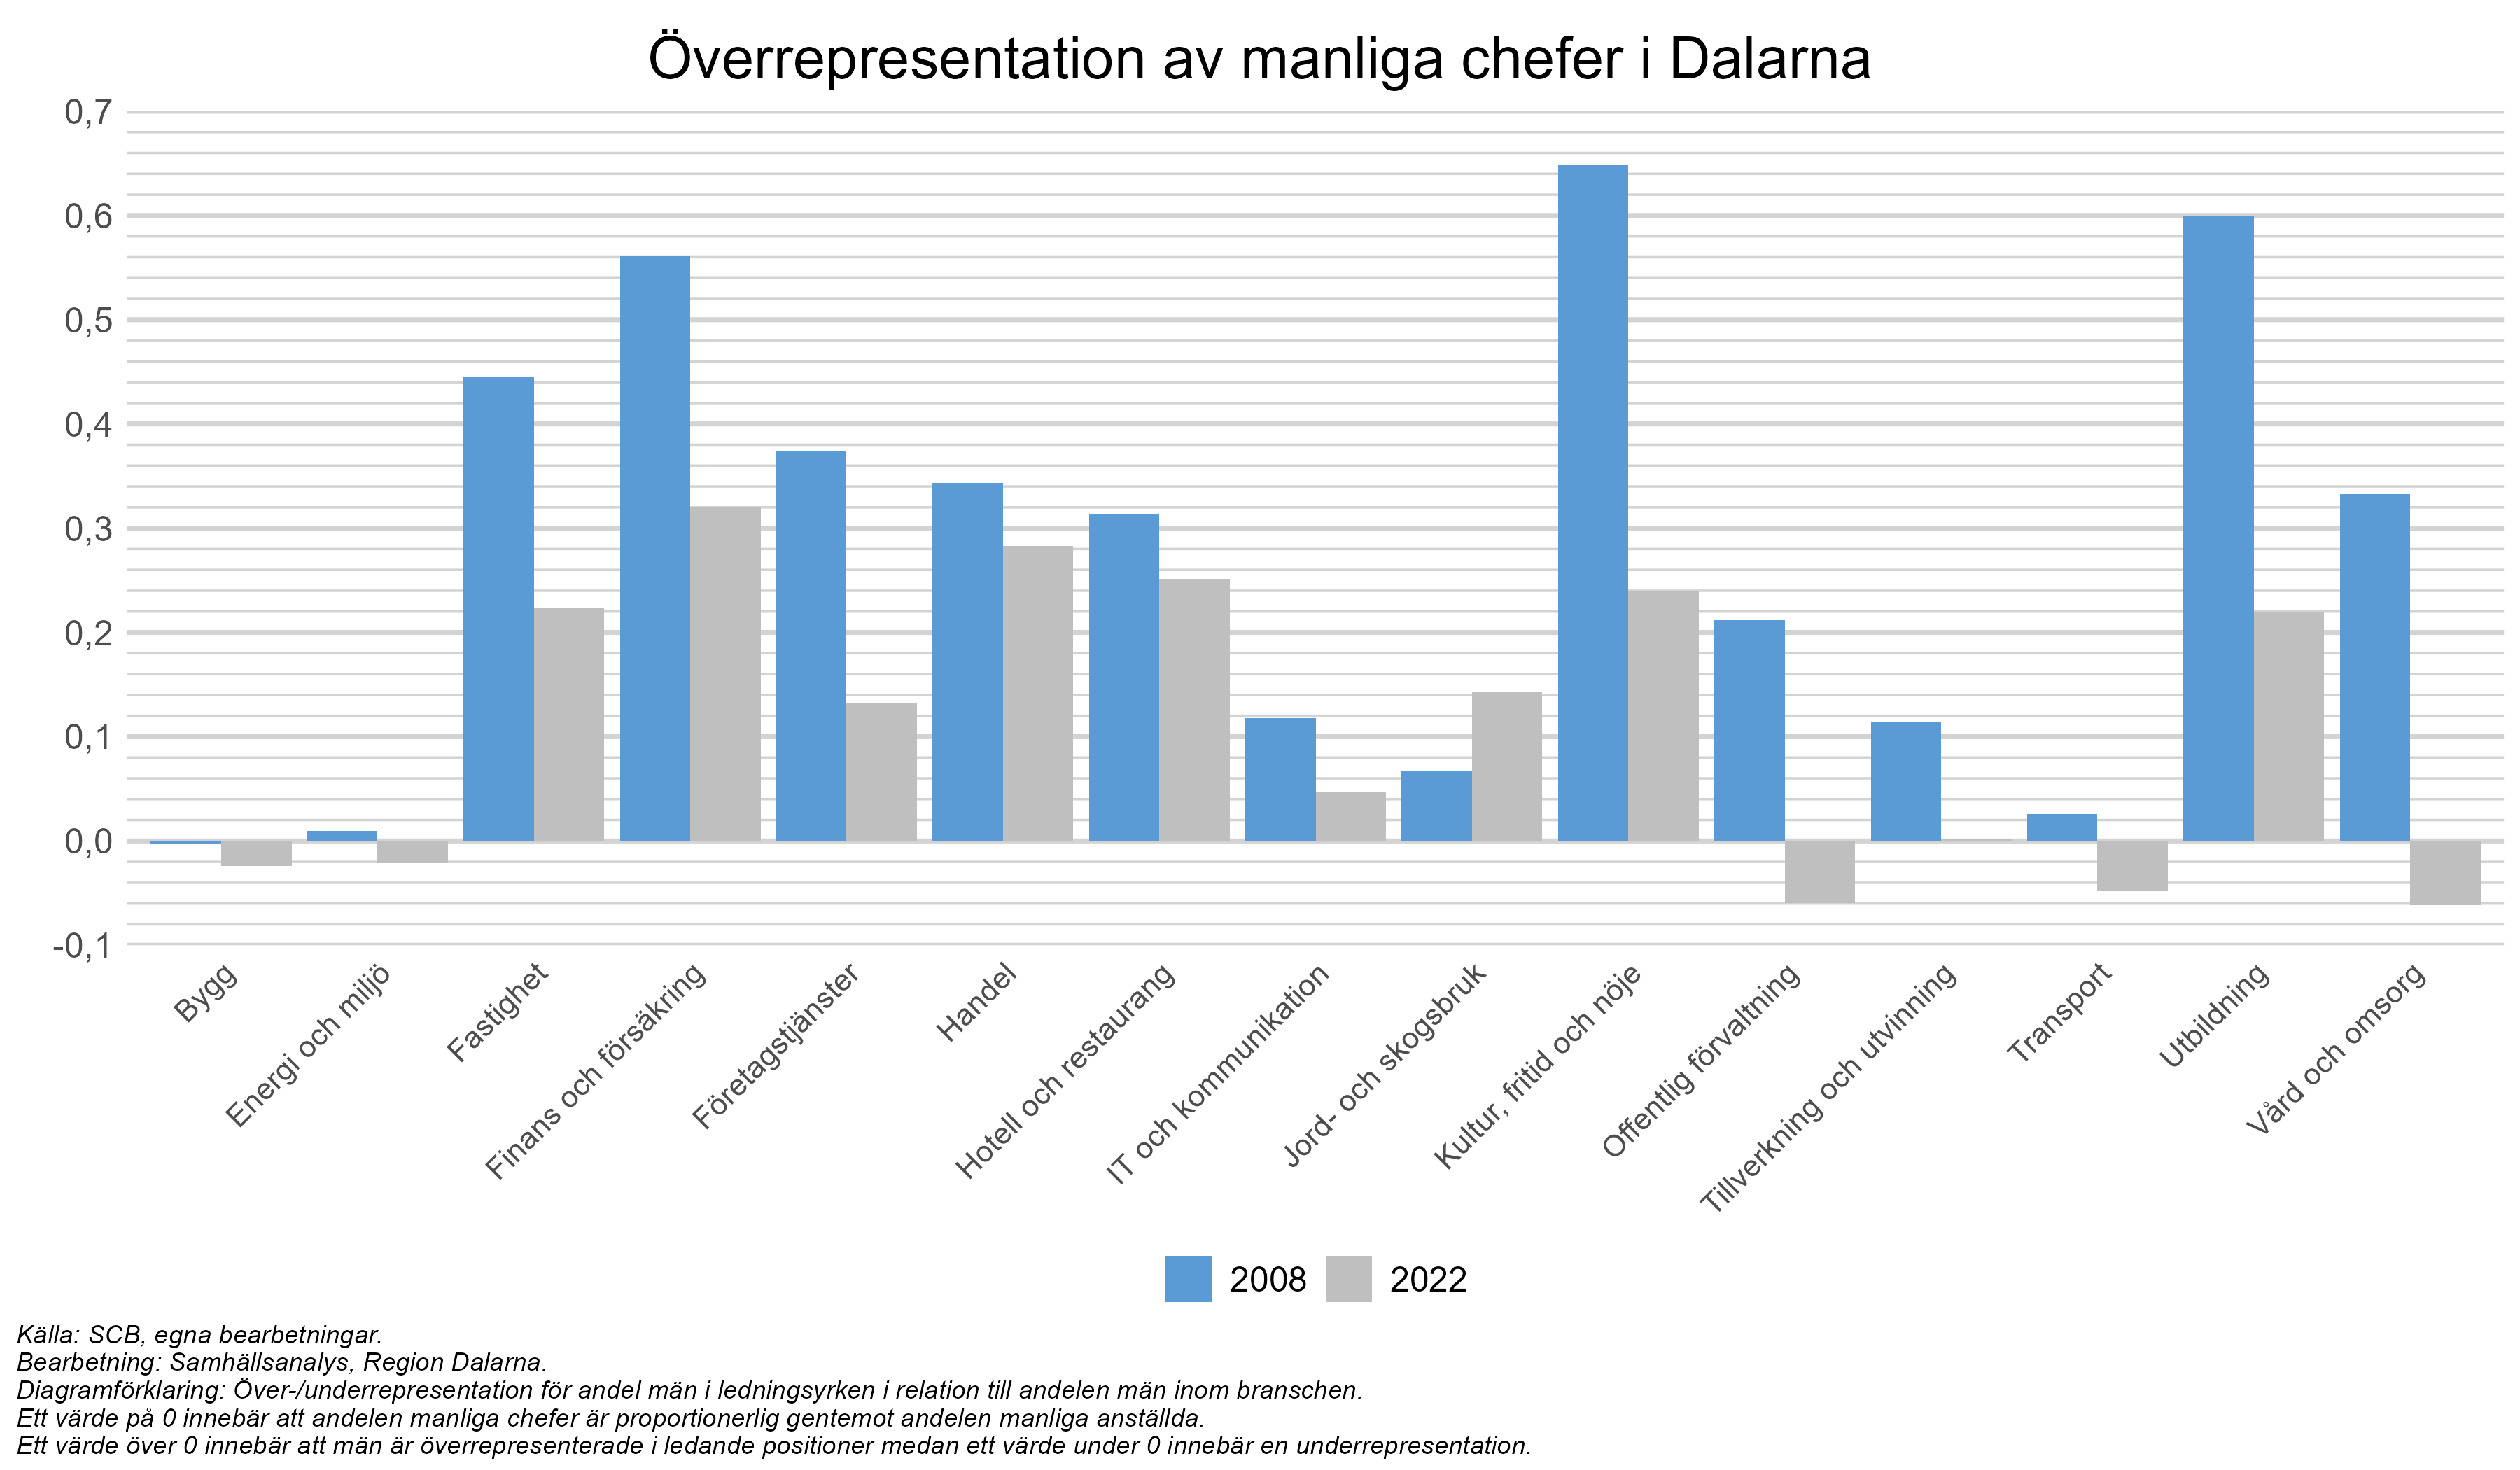 Överrepresentation av manliga chefer i Dalarna
0,7
0,6
0,5
0,4
0,3
0,2
0,1
0,0
-0,1
Bygg
Energi och miljö
Fastighet
Finans och försäkring
Företagstjänster
Handel
Hotell och restaurang
IT och kommunikation
Jord- och skogsbruk
Kultur, fritid och nöje
Offentlig förvaltning
Tillverkning och utvinning
Transport
Utbildning
Vård och omsorg
2008 2022
Källa: SCB, egna bearbetningar.
Bearbetning: Samhällsanalys, Region Dalarna.
Diagramförklaring: Över-/underrepresentation för andel män i ledningsyrken i relation till andelen män inom branschen.
Ett värde på 0 innebär att andelen manliga chefer är proportionerlig gentemot andelen manliga anställda.
Ett värde över 0 innebär att män är överrepresenterade i ledande positioner medan ett värde under 0 innebär en underrepresentation.